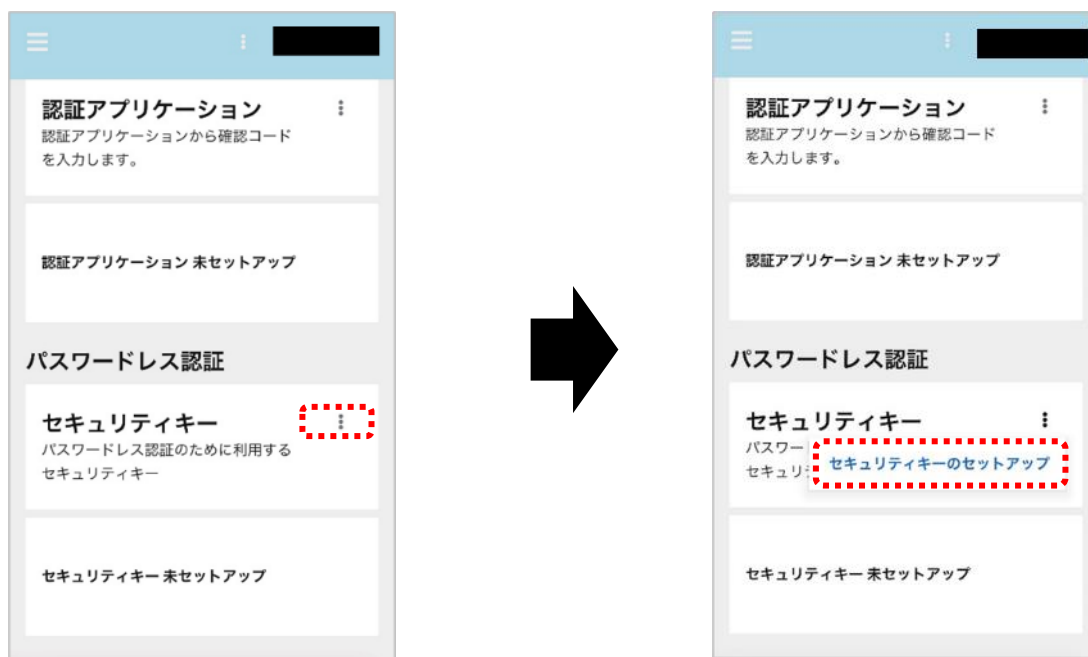 認証アプリケーション
認証アプリケーションから確認コード
を入力します。
認証アプリケーション 未セットアップ
パスワードレス認証
セキュリティキー
パスワードレス認証のために利用する
セキュリティキー
セキュリティキー 未セットアップ
認証アプリケーション
認証アプリケーションから確認コード
を入力します。
認証アプリケーション 未セットアップ
パスワードレス認証
セキュリティキー
パスワー
セキュリ
セキュリティキーのセットアップ
セキュリティキー 未セットアップ